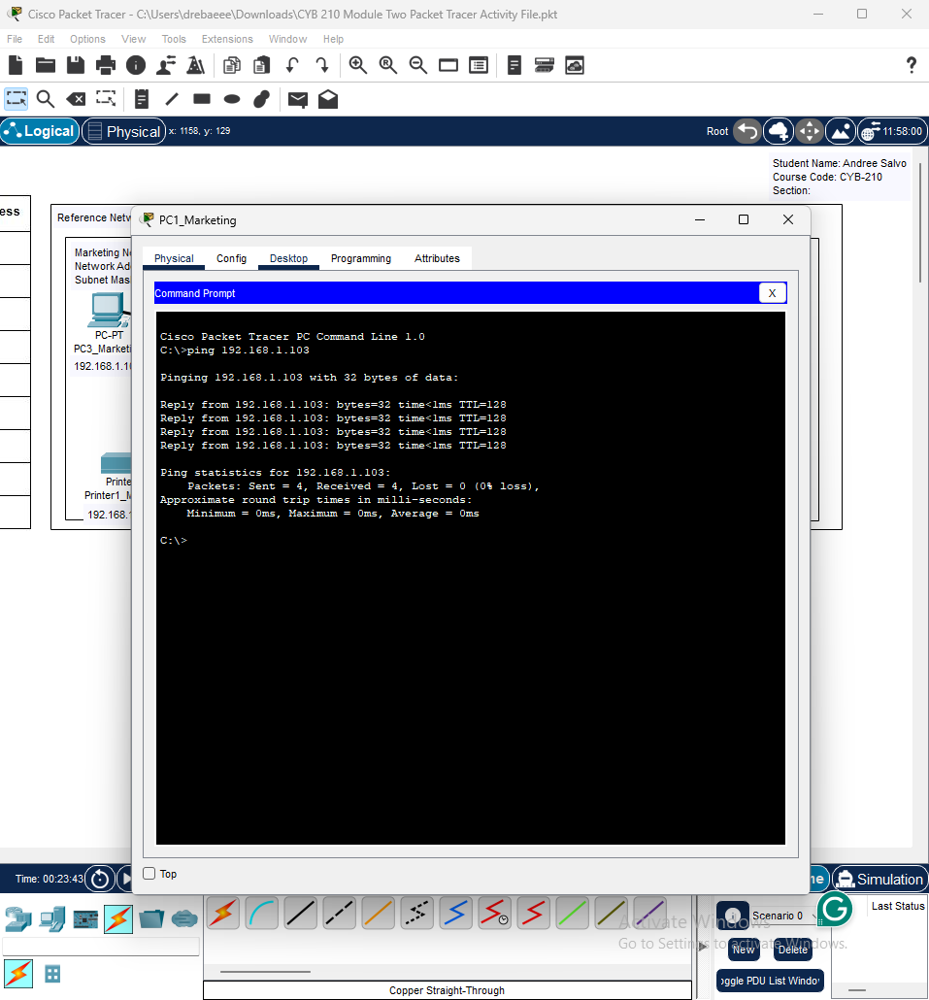 Cisco Packet Tracer - C:\Users\drebaeee\Downloads\CYB 210 Module Two Packet Tracer Activity File.pkt
File Edit Options View Tools Extensions Window Help
Logical Physical x: 1158, y: 129 Root 11:58:00
Student Name: Andree Salvo
Course Code: CYB-210
Section:
ess
Reference Netw
Marketing Ne
Network Ad
Subnet Mas
PC-PT
PC3_Marketi
192.168.1.10
Printe
Printer1_M
192.168.
PC1_Marketing
Physical Config Desktop Programming Attributes
Command Prompt X
Cisco Packet Tracer PC Command Line 1.0
C:\>ping 192.168.1.103
Pinging 192.168.1.103 with 32 bytes of data:
Reply from 192.168.1.103: bytes=32 time<1ms TTL=128
Reply from 192.168.1.103: bytes=32 time<1ms TTL=128
Reply from 192.168.1.103: bytes=32 time<1ms TTL=128
Reply from 192.168.1.103: bytes=32 time<1ms TTL=128
Ping statistics for 192.168.1.103:
Packets: Sent = 4, Received = 4, Lost = 0 (0% loss),
Approximate round trip times in milli-seconds:
Minimum = 0ms, Maximum = 0ms, Average = 0ms
C:\>
Top
Time: 00:23:43 me Simulation
Scenario 0 Last Status
New Delete
oggle PDU List Windov
Activate Windows
Go to Settings to activate Windows.
Copper Straight-Through